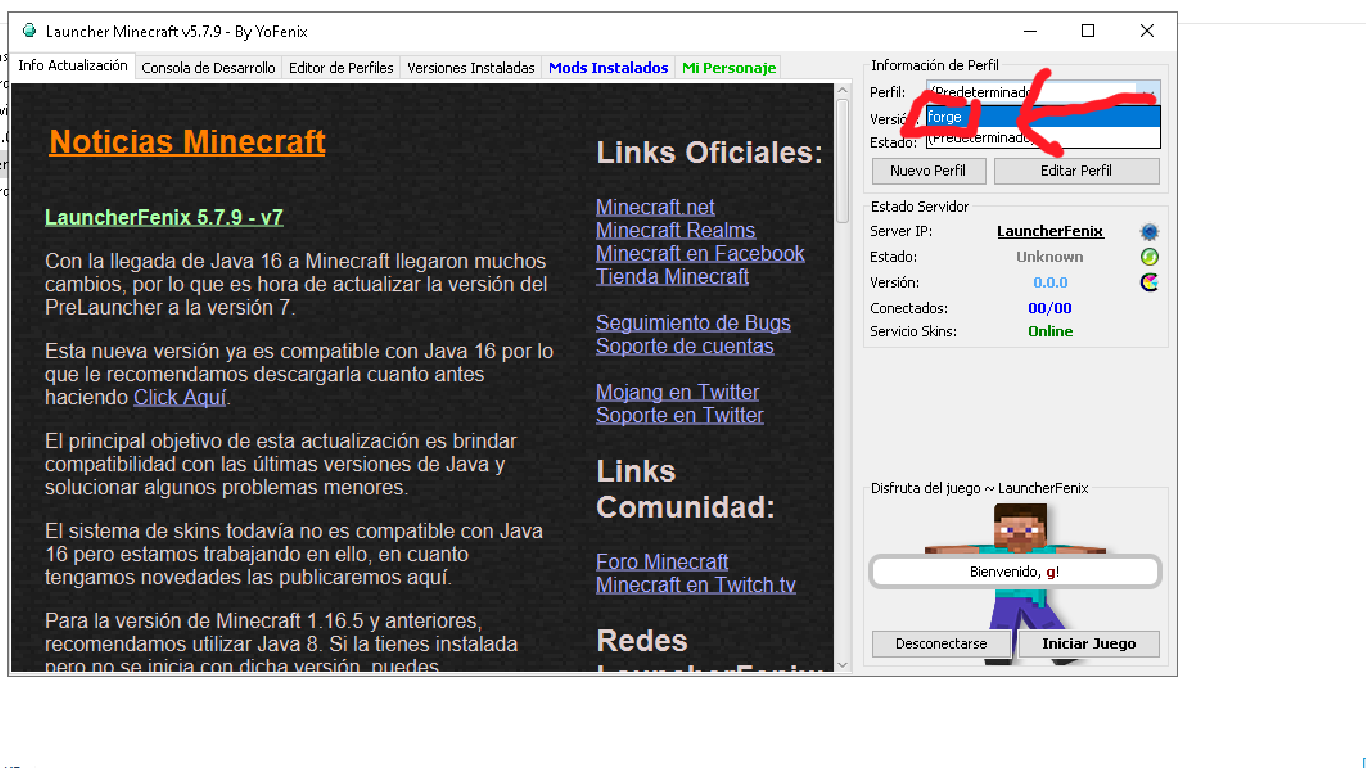 Launcher Minecraft v5.7.9 - By YoFenix
Info Actualización
Consola de Desarrollo
Editor de Perfiles
Versiones Instaladas
Mods Instalados
Mi Personaje
Noticias Minecraft
LauncherFenix 5.7.9 - v7
Con la llegada de Java 16 a Minecraft llegaron muchos
cambios, por lo que es hora de actualizar la versión del
PreLauncher a la versión 7.
Esta nueva versión ya es compatible con Java 16 por lo
que le recomendamos descargarla cuanto antes
haciendo Click Aquí.
El principal objetivo de esta actualización es brindar
compatibilidad con las últimas versiones de Java y
solucionar algunos problemas menores.
El sistema de skins todavía no es compatible con Java
16 pero estamos trabajando en ello, en cuanto
tengamos novedades las publicaremos aquí.
Para la versión de Minecraft 1.16.5 y anteriores,
recomendamos utilizar Java 8. Si la tienes instalada
pero no se inicia con dicha versión, puedes
Links Oficiales:
Minecraft.net
Minecraft Realms
Minecraft en Facebook
Tienda Minecraft
Seguimiento de Bugs
Soporte de cuentas
Mojang en Twitter
Soporte en Twitter
Links
Comunidad:
Foro Minecraft
Minecraft en Twitch.tv
Redes
LauncherFenix:
Información de Perfil
Perfil: (Predeterminado)
Versión:
forge
Estado: (Predeterminado)
Nuevo Perfil
Editar Perfil
Estado Servidor
Server IP: LauncherFenix
Estado: Unknown
Versión: 0.0.0
Conectados: 00/00
Servicio Skins: Online
Disfruta del juego ~ LauncherFenix
Bienvenido, g!
Desconectarse
Iniciar Juego